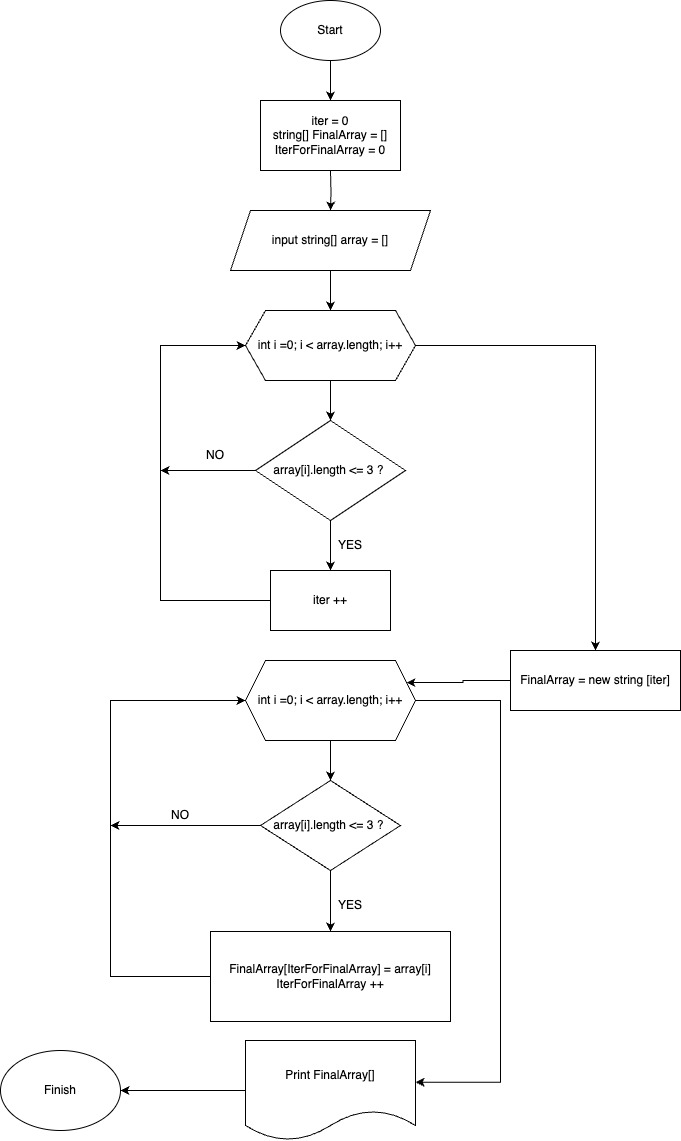 Start
iter = 0
string[] FinalArray = []
IterForFinalArray = 0
input string[] array = []
int i =0; i < array.length; i++
NO
array[i].length <= 3 ?
YES
iter ++
FinalArray = new string [iter]
int i =0; i < array.length; i++
NO
array[i].length <= 3 ?
YES
FinalArray[IterForFinalArray] = array[i]
IterForFinalArray ++
Print FinalArray[]
Finish